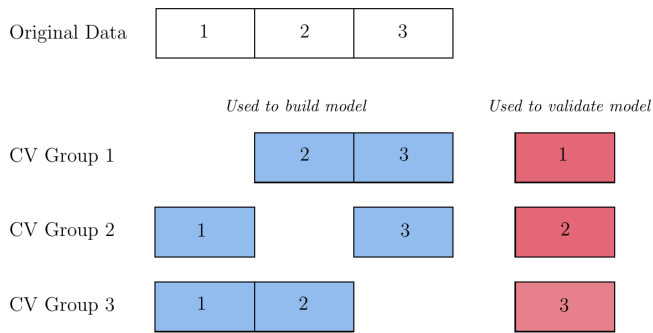 Original Data 1 2 3
Used to build model Used to validate model
CV Group 1 2 3 1
CV Group 2 1 3 2
CV Group 3 1 2 3